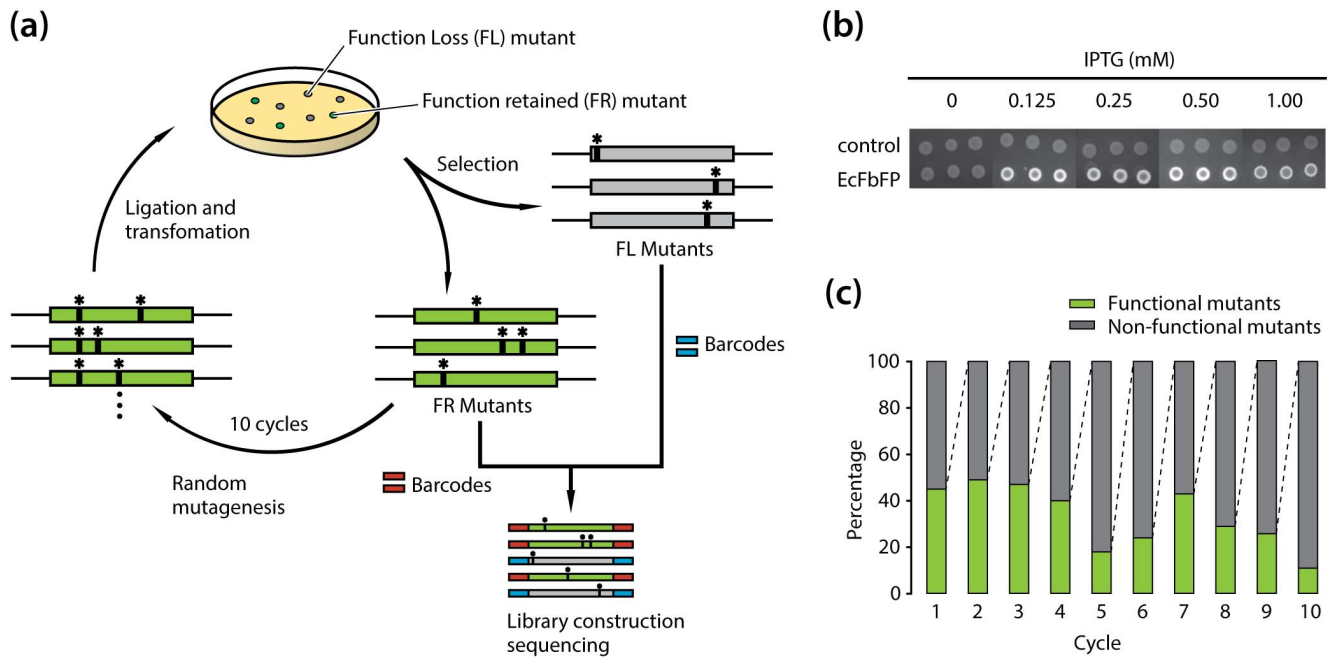 (a)
Function Loss (FL) mutant
Function retained (FR) mutant
Selection
*
*
*
FL Mutants
Ligation and
transfomation
* *
* *
* *
*
* *
*
FR Mutants
Barcodes
10 cycles
Random
mutagenesis
Barcodes
Library construction
sequencing
(b)
IPTG (mM)
0 0.125 0.25 0.50 1.00
control
EcFbFP
(c)
Functional mutants
Non-functional mutants
Percentage
100
80
60
40
20
0
1 2 3 4 5 6 7 8 9 10
Cycle